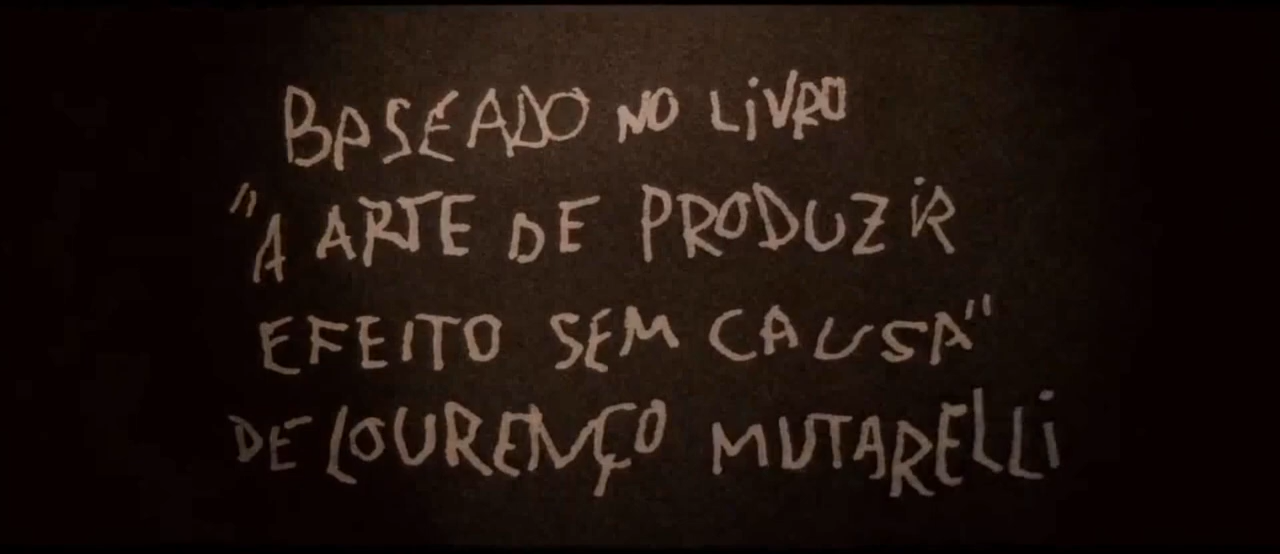 BASEADO NO LiVRO
"A ARTE DE PRODUZiR
EFEITO SEM CAUSA"
DE LOURENÇO MUTARELLi